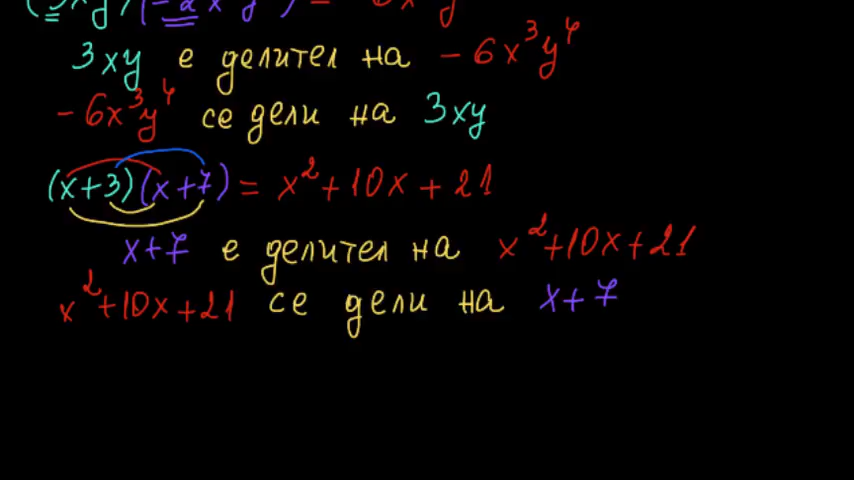 3xy е делител на - 6x³y⁴
- 6x³y⁴ се дели на 3xy
(x+3)(x+7) = x²+10x+21
x+7 е делител на x²+10x+21
x²+10x+21 се дели на x+7